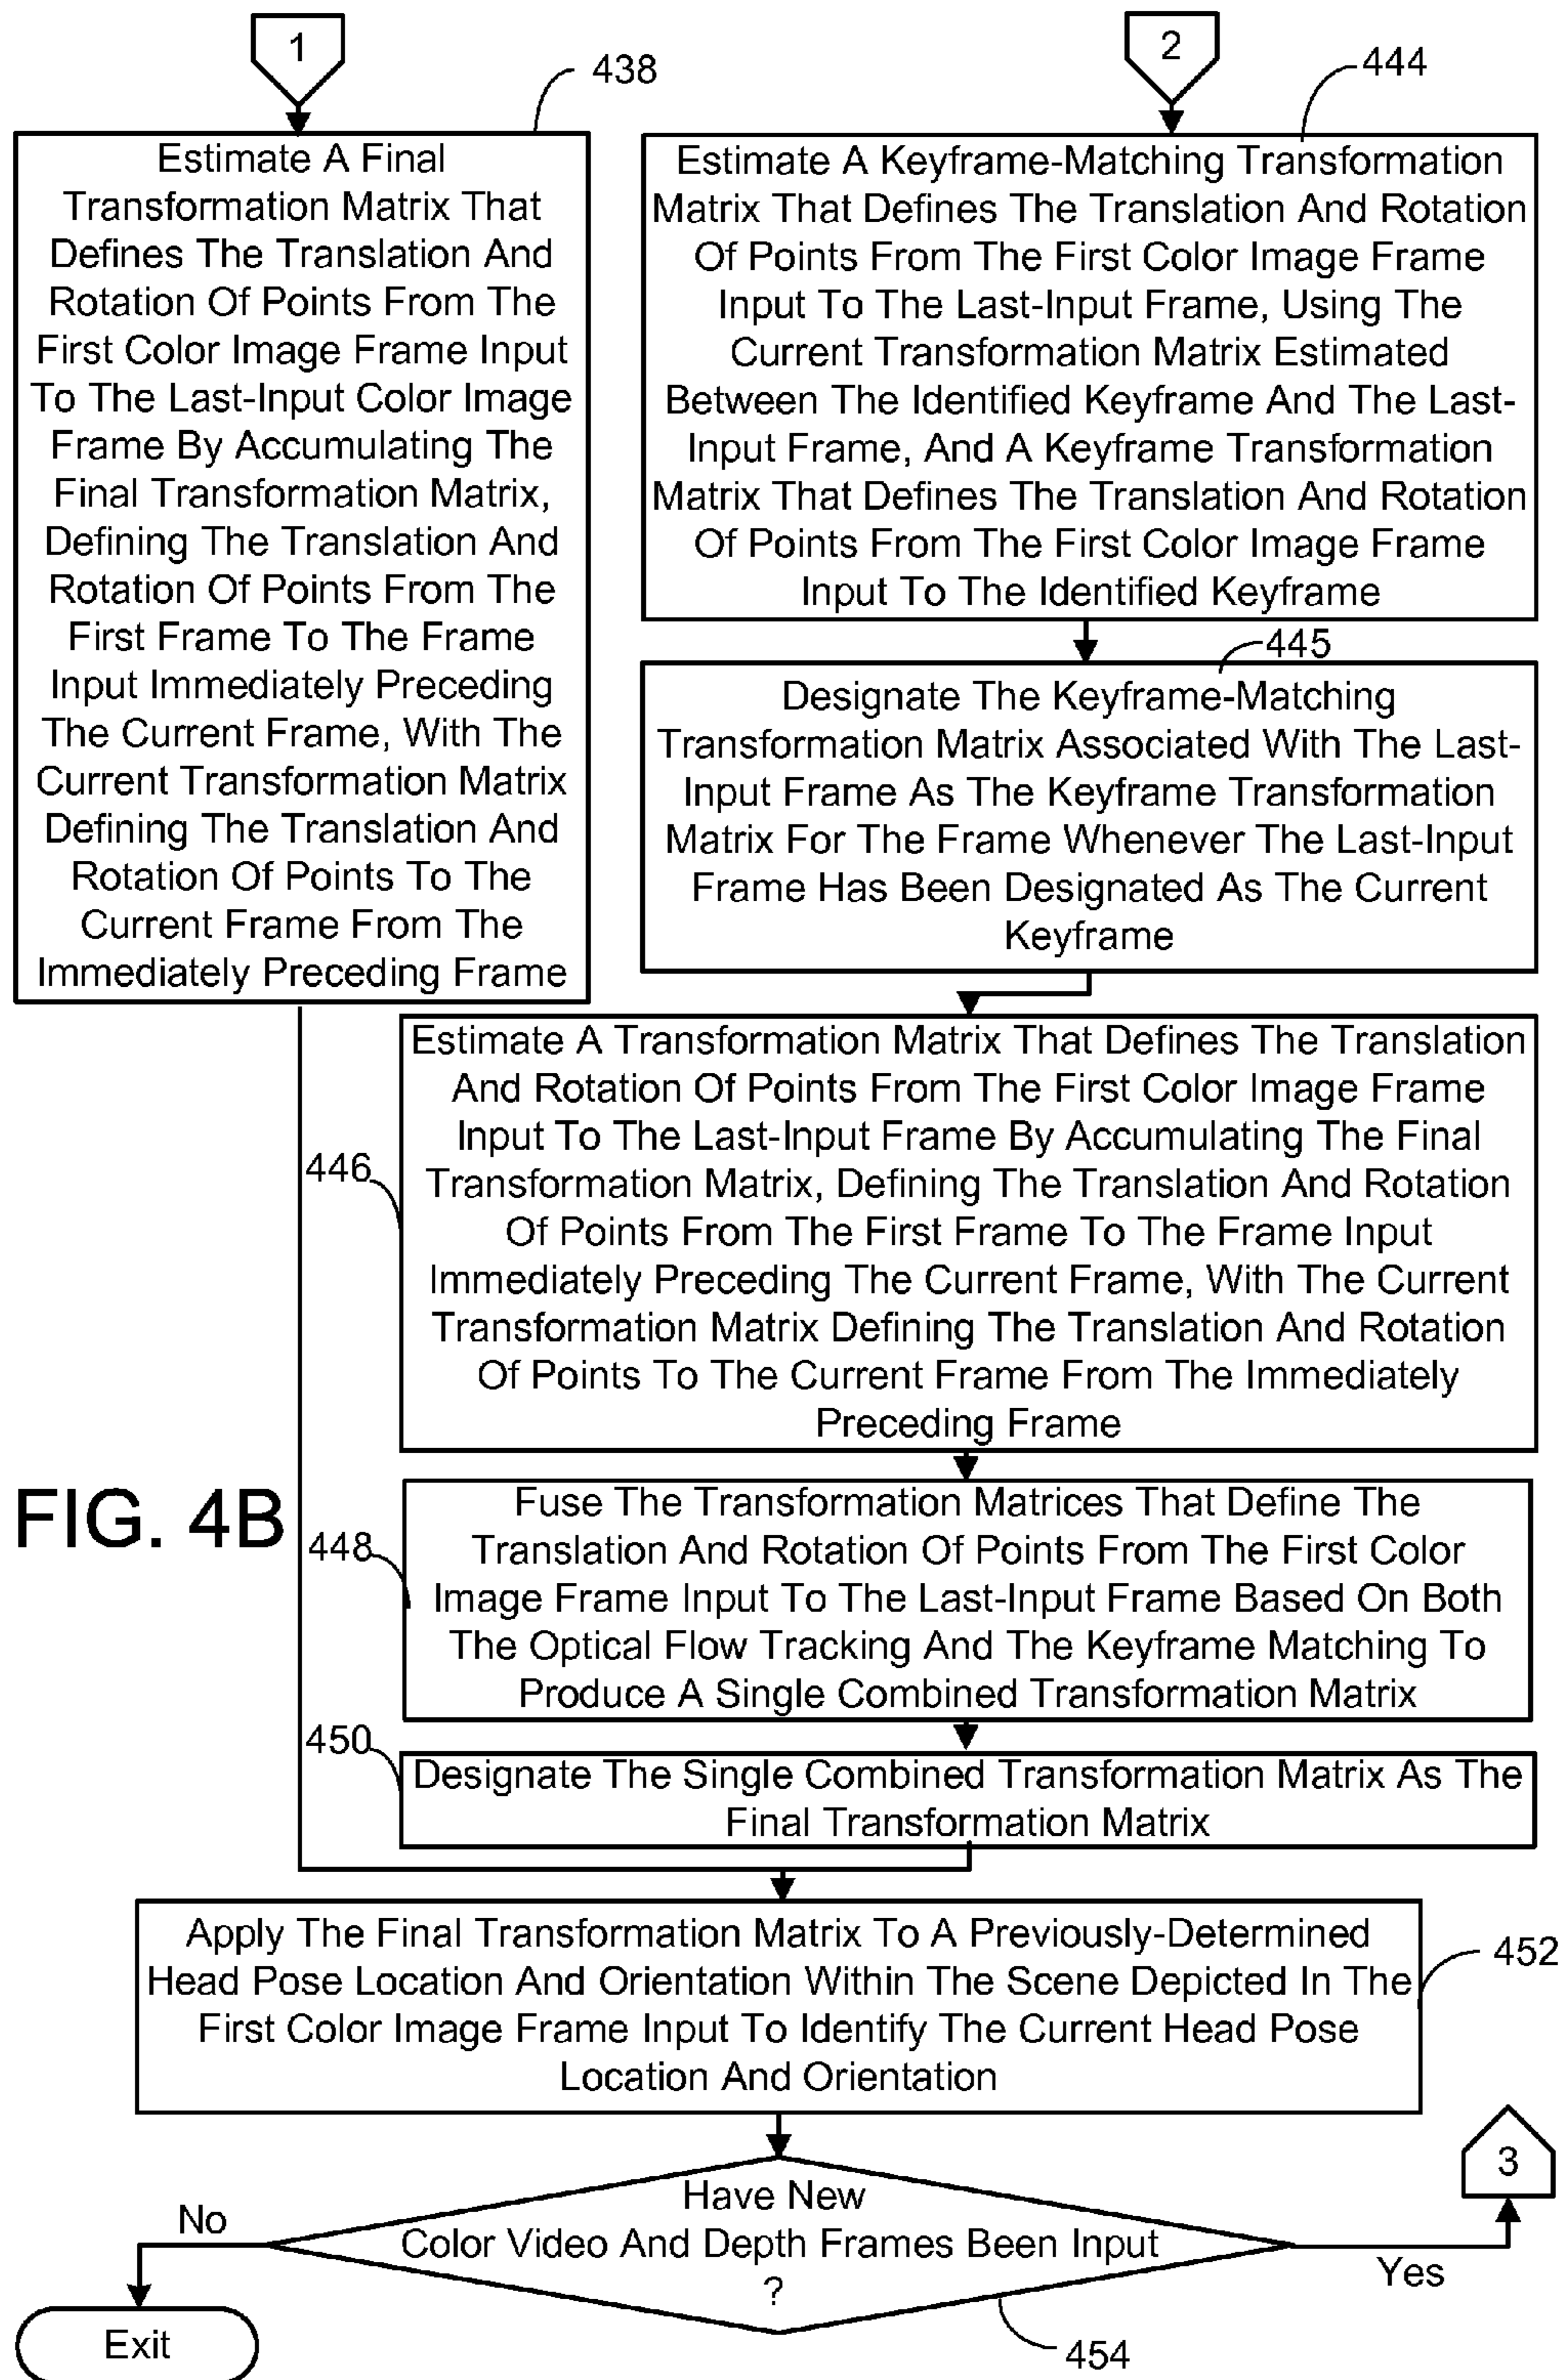 1
438
Estimate A Final
Transformation Matrix That
Defines The Translation And
Rotation Of Points From The
First Color Image Frame Input
To The Last-Input Color Image
Frame By Accumulating The
Final Transformation Matrix,
Defining The Translation And
Rotation Of Points From The
First Frame To The Frame
Input Immediately Preceding
The Current Frame, With The
Current Transformation Matrix
Defining The Translation And
Rotation Of Points To The
Current Frame From The
Immediately Preceding Frame
2
444
Estimate A Keyframe-Matching Transformation
Matrix That Defines The Translation And Rotation
Of Points From The First Color Image Frame
Input To The Last-Input Frame, Using The
Current Transformation Matrix Estimated
Between The Identified Keyframe And The Last-
Input Frame, And A Keyframe Transformation
Matrix That Defines The Translation And Rotation
Of Points From The First Color Image Frame
Input To The Identified Keyframe
445
Designate The Keyframe-Matching
Transformation Matrix Associated With The Last-
Input Frame As The Keyframe Transformation
Matrix For The Frame Whenever The Last-Input
Frame Has Been Designated As The Current
Keyframe
446
Estimate A Transformation Matrix That Defines The Translation
And Rotation Of Points From The First Color Image Frame
Input To The Last-Input Frame By Accumulating The Final
Transformation Matrix, Defining The Translation And Rotation
Of Points From The First Frame To The Frame Input
Immediately Preceding The Current Frame, With The Current
Transformation Matrix Defining The Translation And Rotation
Of Points To The Current Frame From The Immediately
Preceding Frame
FIG. 4B
448
Fuse The Transformation Matrices That Define The
Translation And Rotation Of Points From The First Color
Image Frame Input To The Last-Input Frame Based On Both
The Optical Flow Tracking And The Keyframe Matching To
Produce A Single Combined Transformation Matrix
450
Designate The Single Combined Transformation Matrix As The
Final Transformation Matrix
Apply The Final Transformation Matrix To A Previously-Determined
Head Pose Location And Orientation Within The Scene Depicted In The
First Color Image Frame Input To Identify The Current Head Pose
Location And Orientation
452
3
Have New
Color Video And Depth Frames Been Input
?
No
Yes
Exit
454